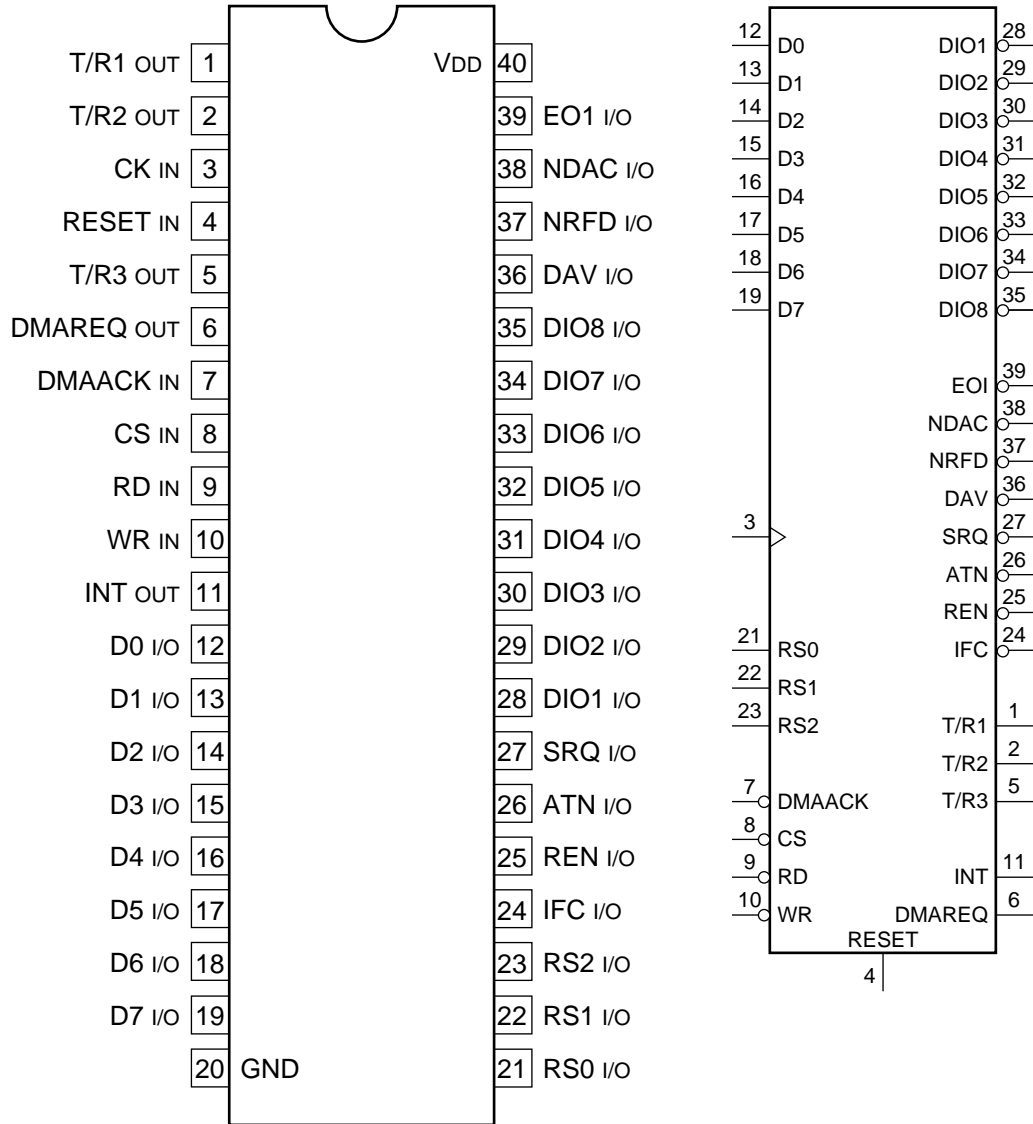 T/R1 OUT 1
T/R2 OUT 2
CK IN 3
RESET IN 4
T/R3 OUT 5
DMAREQ OUT 6
DMAACK IN 7
CS IN 8
RD IN 9
WR IN 10
INT OUT 11
D0 I/O 12
D1 I/O 13
D2 I/O 14
D3 I/O 15
D4 I/O 16
D5 I/O 17
D6 I/O 18
D7 I/O 19
20 GND
VDD 40
39 EO1 I/O
38 NDAC I/O
37 NRFD I/O
36 DAV I/O
35 DIO8 I/O
34 DIO7 I/O
33 DIO6 I/O
32 DIO5 I/O
31 DIO4 I/O
30 DIO3 I/O
29 DIO2 I/O
28 DIO1 I/O
27 SRQ I/O
26 ATN I/O
25 REN I/O
24 IFC I/O
23 RS2 I/O
22 RS1 I/O
21 RS0 I/O
12 D0
13 D1
14 D2
15 D3
16 D4
17 D5
18 D6
19 D7
3
21 RS0
22 RS1
23 RS2
7 DMAACK
8 CS
9 RD
10 WR
DIO1 28
DIO2 29
DIO3 30
DIO4 31
DIO5 32
DIO6 33
DIO7 34
DIO8 35
EOI 39
NDAC 38
NRFD 37
DAV 36
SRQ 27
ATN 26
REN 25
IFC 24
T/R1 1
T/R2 2
T/R3 5
INT 11
DMAREQ 6
RESET
4